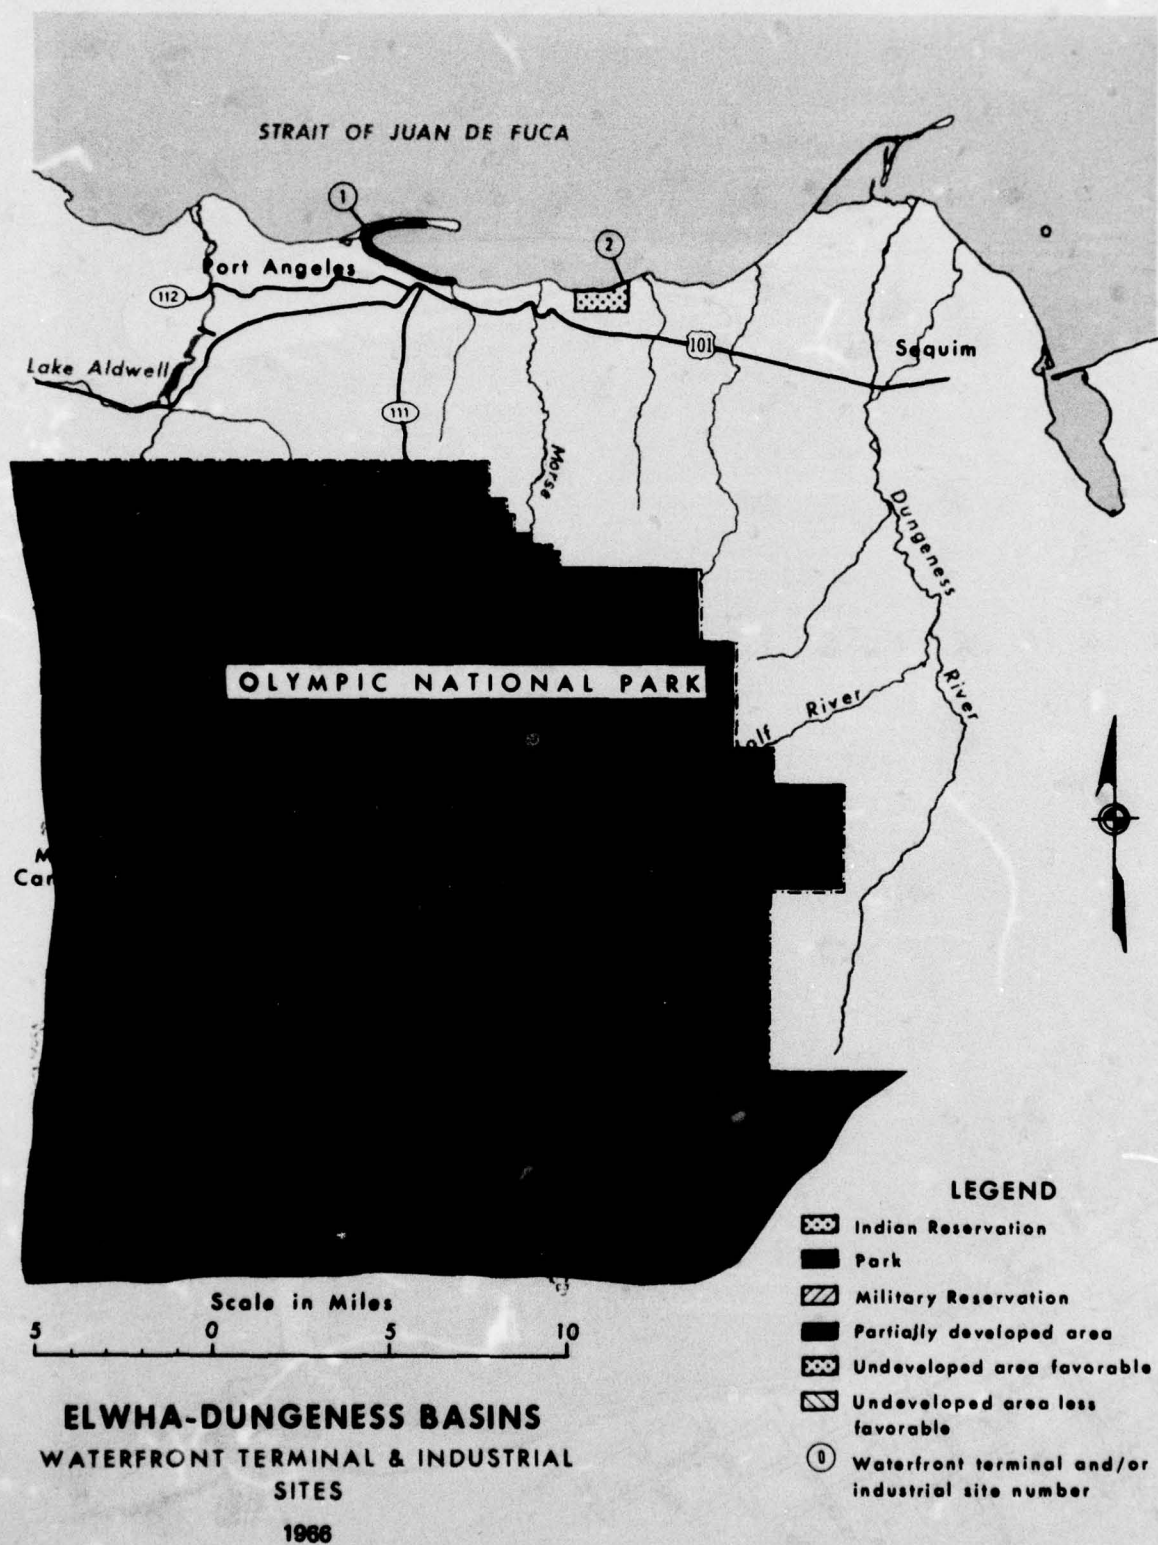 STRAIT OF JUAN DE FUCA
1
2
Port Angeles
112
101
Sequim
Lake Aldwell
111
Morse
Dungeness
River
OLYMPIC NATIONAL PARK
River
LEGEND
Indian Reservation
Park
Military Reservation
Partially developed area
Undeveloped area favorable
Undeveloped area less
favorable
0 Waterfront terminal and/or
industrial site number
Scale in Miles
5 0 5 10
ELWHA-DUNGENESS BASINS
WATERFRONT TERMINAL & INDUSTRIAL
SITES
1966